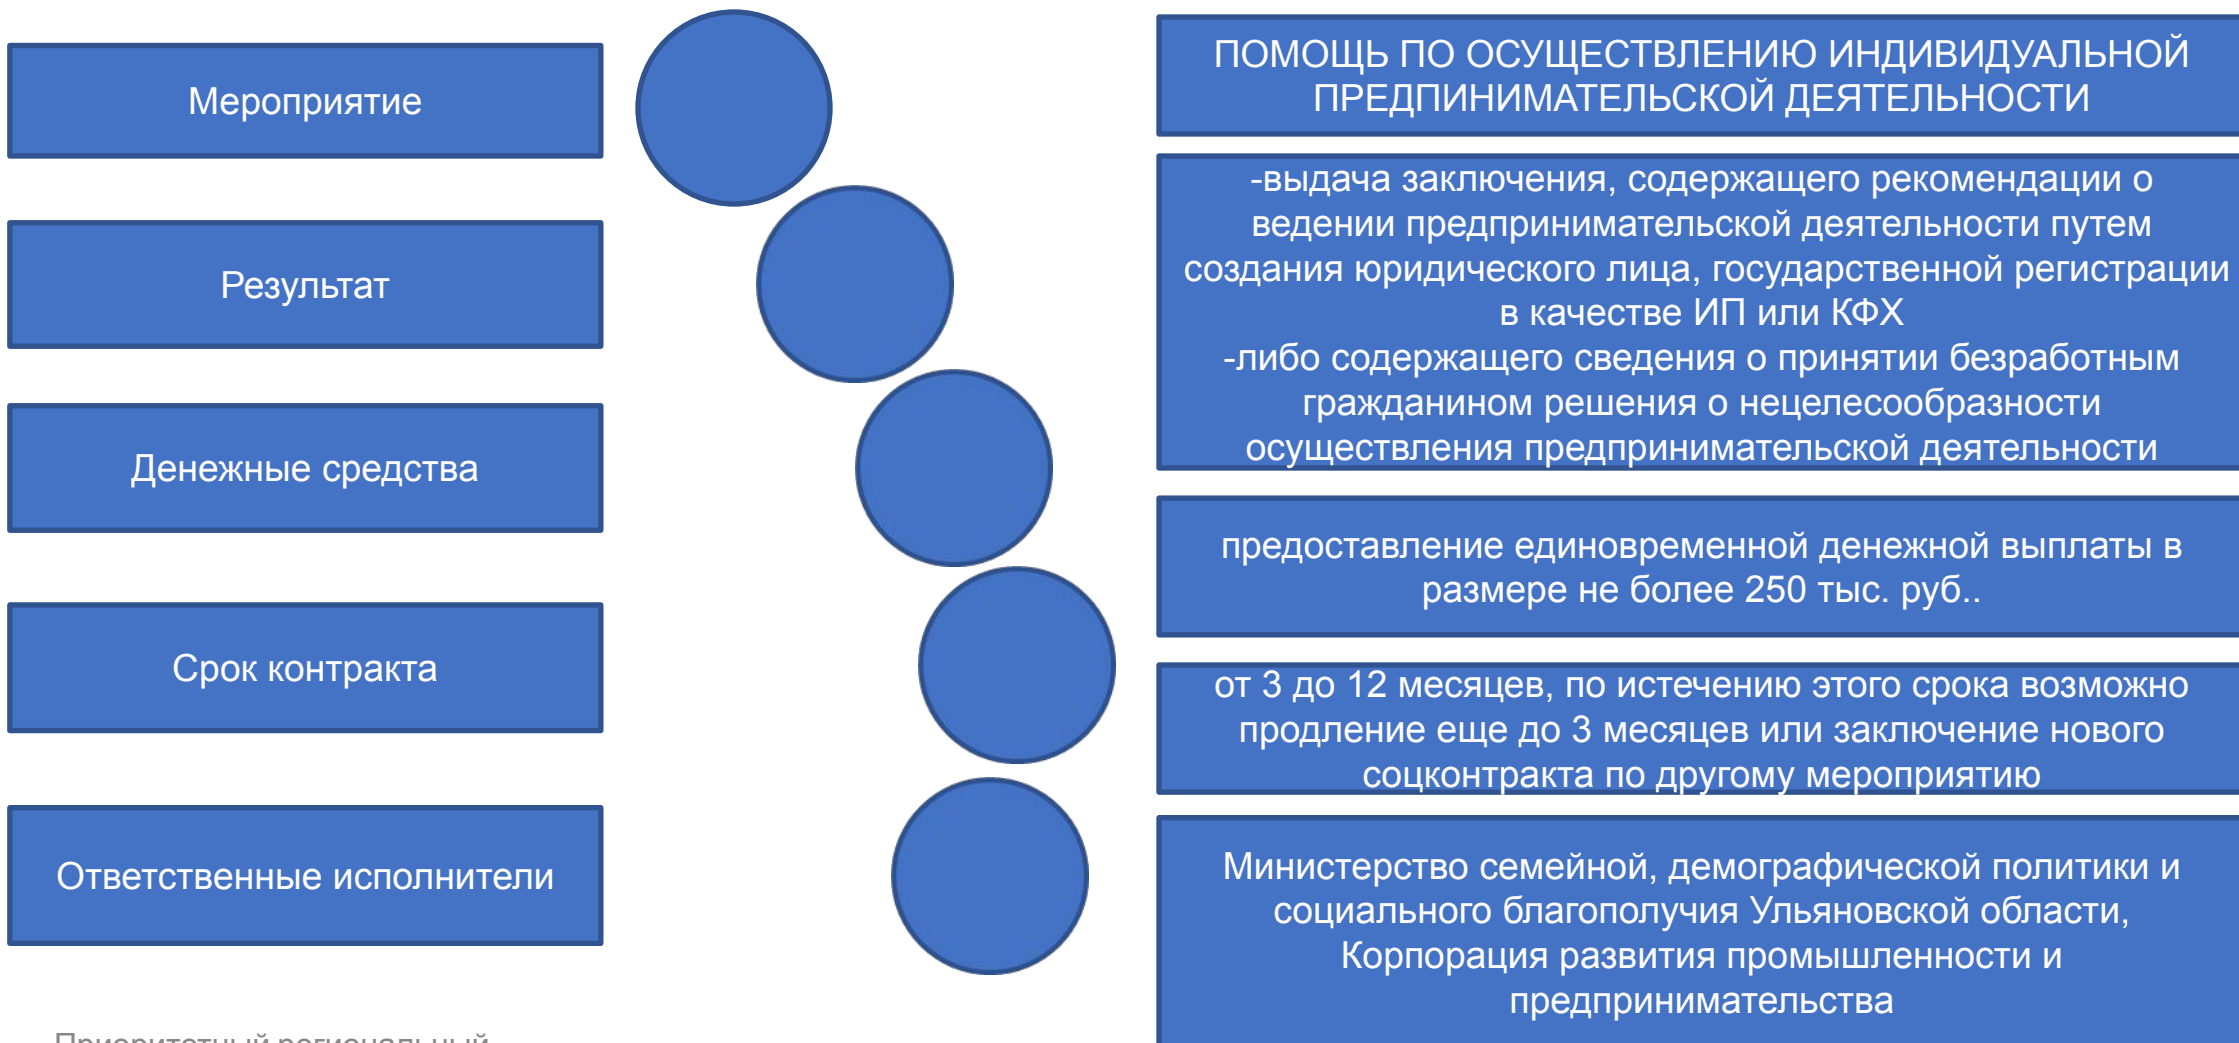 Мероприятие
ПОМОЩЬ ПО ОСУЩЕСТВЛЕНИЮ ИНДИВИДУАЛЬНОЙ
ПРЕДПИНИМАТЕЛЬСКОЙ ДЕЯТЕЛЬНОСТИ
Результат
-выдача заключения, содержащего рекомендации о
ведении предпринимательской деятельности путем
создания юридического лица, государственной регистрации
в качестве ИП или КФХ
-либо содержащего сведения о принятии безработным
гражданином решения о нецелесообразности
осуществления предпринимательской деятельности
Денежные средства
предоставление единовременной денежной выплаты в
размере не более 250 тыс. руб..
Срок контракта
от 3 до 12 месяцев, по истечению этого срока возможно
продление еще до 3 месяцев или заключение нового
соцконтракта по другому мероприятию
Ответственные исполнители
Министерство семейной, демографической политики и
социального благополучия Ульяновской области,
Корпорация развития промышленности и
предпринимательства
Приоритетный региональный